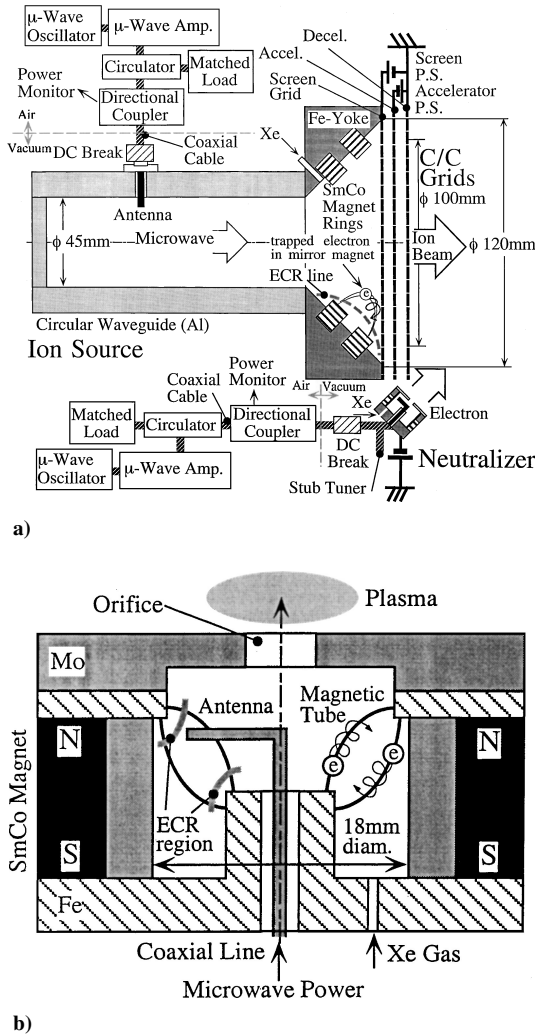 μ-Wave
Oscillator
μ-Wave Amp.
Circulator
Matched
Load
Power
Monitor
Directional
Coupler
Air
Vacuum
DC Break
Coaxial
Cable
Antenna
Xe
Fe-Yoke
Decel.
Accel.
Screen
Grid
Screen
P.S.
Accelerator
P.S.
C/C
Grids
ϕ 100mm
SmCo
Magnet
Rings
ϕ 45mm
Microwave
trapped electron
in mirror magnet
Ion
Beam
ϕ 120mm
ECR line
e
Circular Waveguide (Al)
Ion Source
Coaxial
Cable
Power
Monitor
Air
Vacuum
Xe
Electron
Matched
Load
Circulator
Directional
Coupler
DC
Break
Neutralizer
μ-Wave
Oscillator
μ-Wave Amp.
Stub Tuner
a)
Orifice
Plasma
Mo
Antenna
Magnetic
Tube
SmCo Magnet
N
N
e
e
ECR
region
18mm
diam.
S
S
Fe
Coaxial Line
Xe Gas
Microwave Power
b)